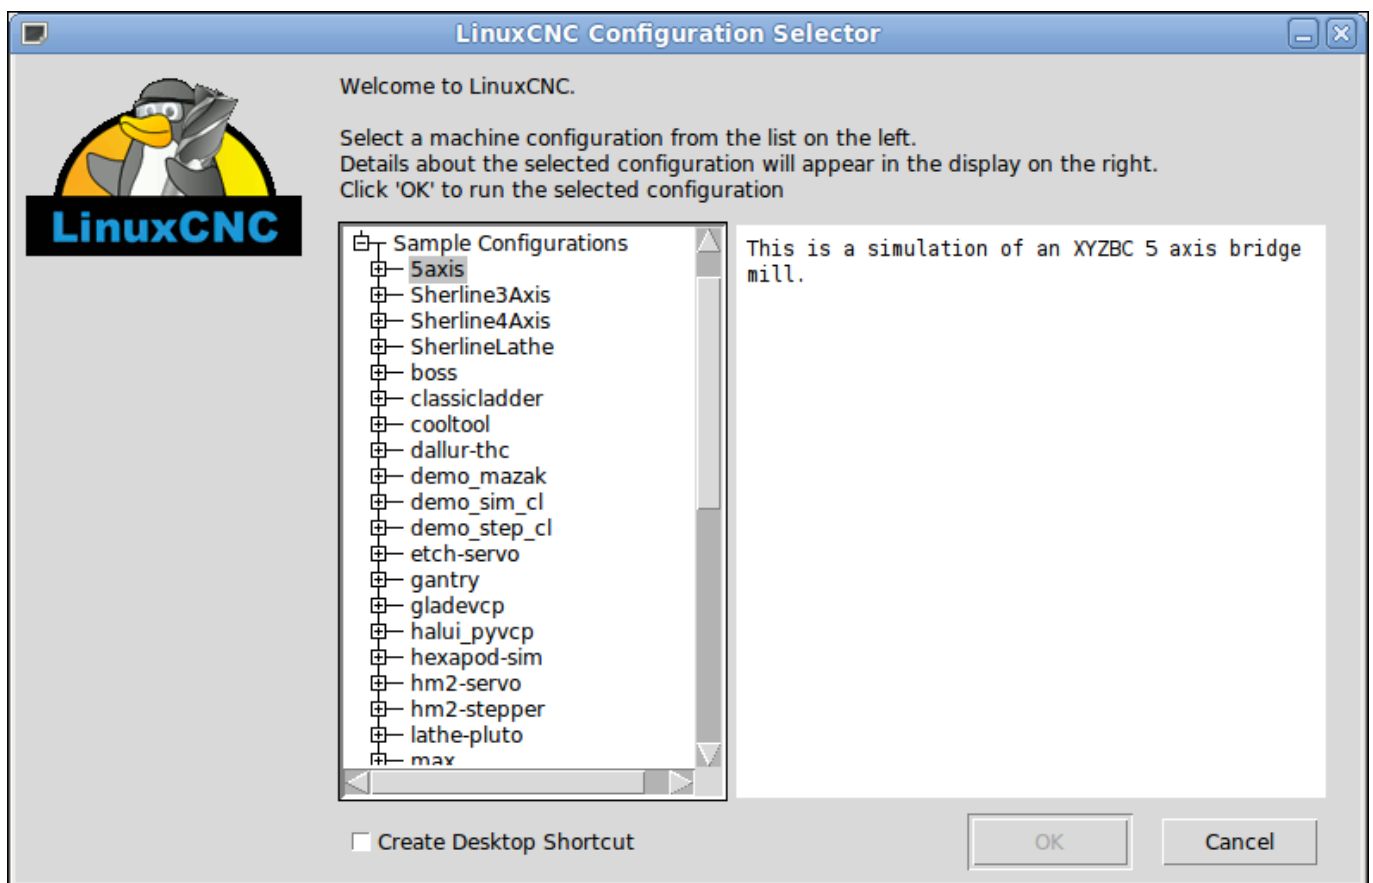 LinuxCNC Configuration Selector
Welcome to LinuxCNC.
Select a machine configuration from the list on the left.
Details about the selected configuration will appear in the display on the right.
Click 'OK' to run the selected configuration
LinuxCNC
Sample Configurations
5axis
Sherline3Axis
Sherline4Axis
SherlineLathe
boss
classicladder
cooltool
dallur-thc
demo_mazak
demo_sim_cl
demo_step_cl
etch-servo
gantry
gladevcp
halui_pyvcp
hexapod-sim
hm2-servo
hm2-stepper
lathe-pluto
max
This is a simulation of an XYZBC 5 axis bridge
mill.
Create Desktop Shortcut
OK
Cancel